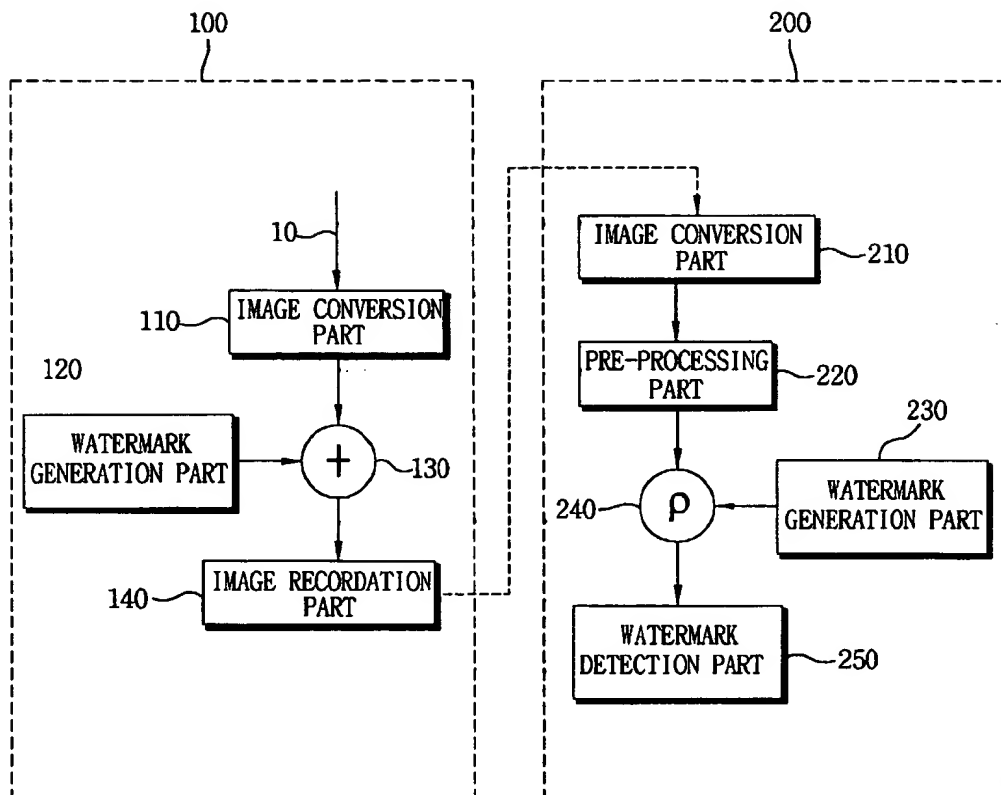 100
200
10
IMAGE CONVERSION
PART
110
120
WATERMARK
GENERATION PART
+
130
IMAGE RECORDATION
PART
140
IMAGE CONVERSION
PART
210
PRE-PROCESSING
PART
220
230
240
ρ
WATERMARK
GENERATION PART
WATERMARK
DETECTION PART
250